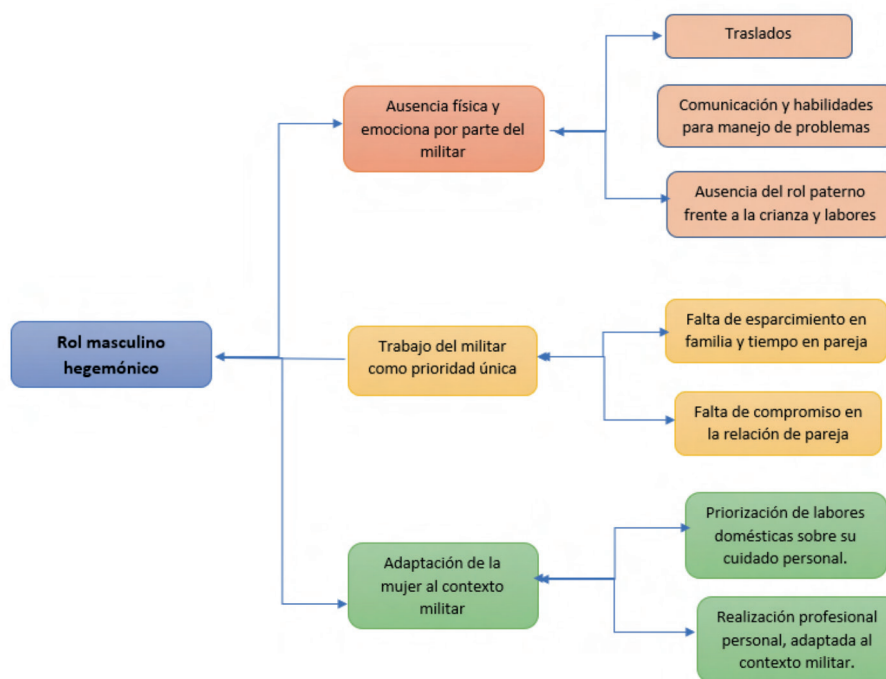 Rol masculino
hegemónico
Ausencia física y
emociona por parte del
militar
Traslados
Comunicación y habilidades
para manejo de problemas
Ausencia del rol paterno
frente a la crianza y labores
Trabajo del militar
como prioridad única
Falta de esparcimiento en
familia y tiempo en pareja
Falta de compromiso en
la relación de pareja
Adaptación de la
mujer al contexto
militar
Priorización de labores
domésticas sobre su
cuidado personal.
Realización profesional
personal, adaptada al
contexto militar.